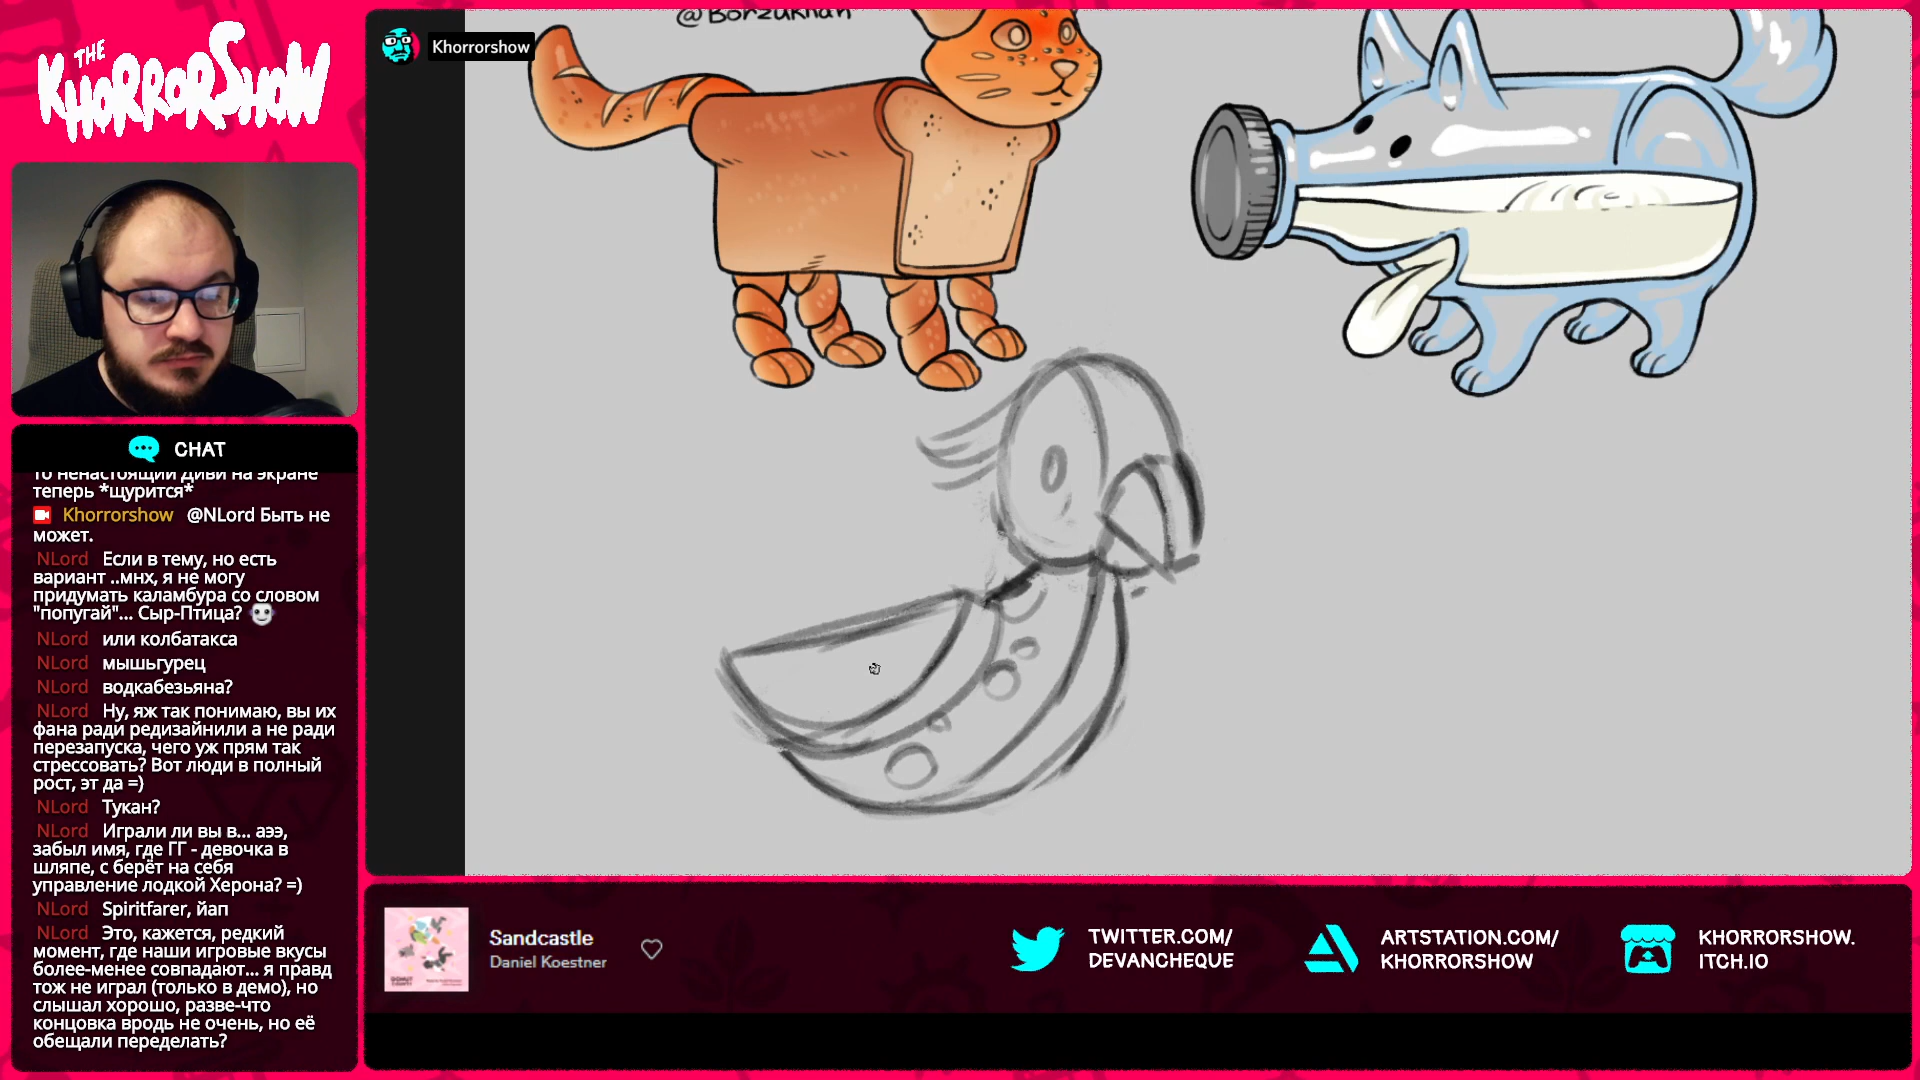 THE
KHORRORSHOW
Khorrorshow
@Borzukhan
CHAT
то ненастоящий Диви на экране
теперь *щурится*
Khorrorshow @NLord Быть не
может.
NLord Если в тему, но есть
вариант ..мнх, я не могу
придумать каламбура со словом
"попугай"... Сыр-Птица?
NLord или колбатакса
NLord мышьгурец
NLord водкабезьяна?
NLord Ну, яж так понимаю, вы их
фана ради редизайнили а не ради
перезапуска, чего уж прям так
стрессовать? Вот люди в полный
рост, эт да =)
NLord Тукан?
NLord Играли ли вы в... аээ,
забыл имя, где ГГ - девочка в
шляпе, с берёт на себя
управление лодкой Херона? =)
NLord Spiritfarer, йап
NLord Это, кажется, редкий
момент, где наши игровые вкусы
более-менее совпадают... я правд
тож не играл (только в демо), но
слышал хорошо, разве-что
концовка вродь не очень, но её
обещали переделать?
Sandcastle
Daniel Koestner
TWITTER.COM/
DEVANCHEQUE
ARTSTATION.COM/
KHORRORSHOW
KHORRORSHOW.
ITCH.IO